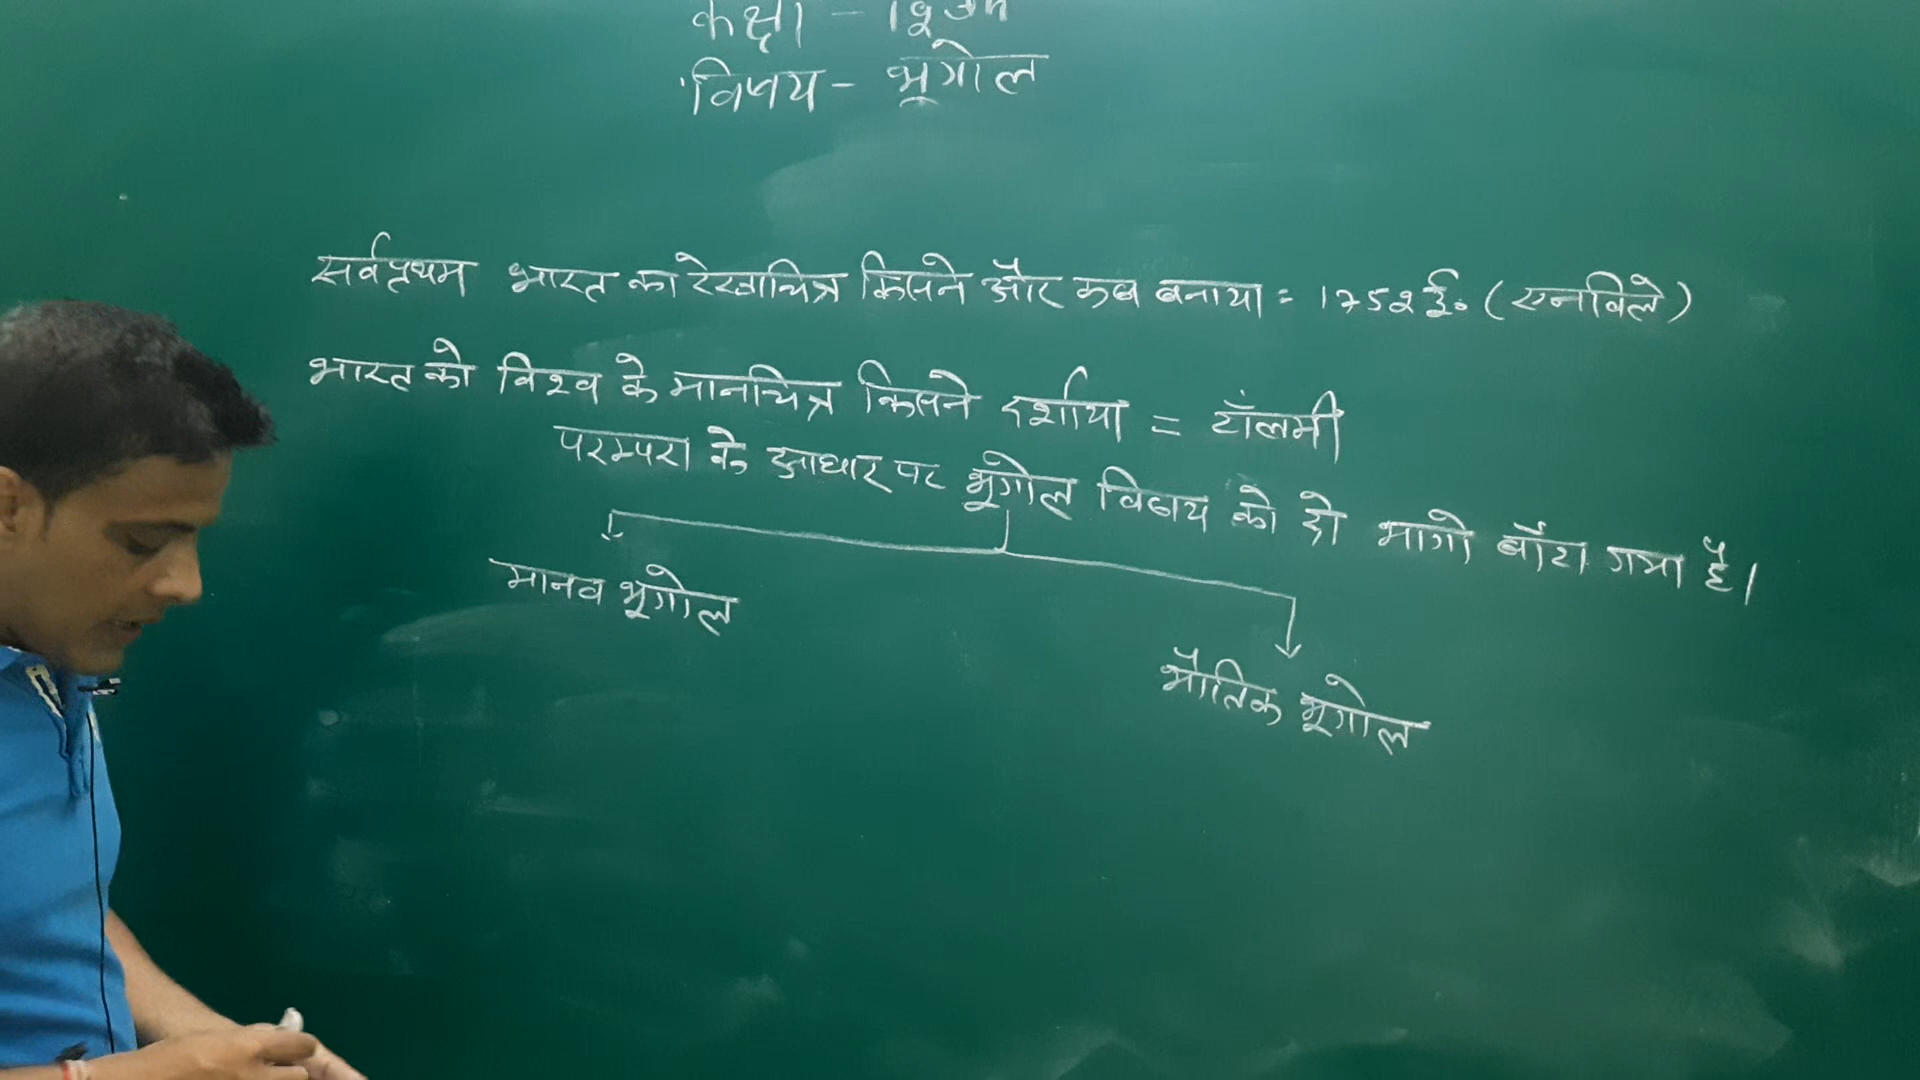 कक्षा -
विषय - भूगोल
सर्वप्रथम भारत का रेखाचित्र किसने और कब बनाया = 1752 ई० (एनविले)
भारत को विश्व के मानचित्र किसने दर्शाया = टॉलमी
परम्परा के आधार पर भूगोल विषय को दो भागो बाँटा गया है।
मानव भूगोल
भौतिक भूगोल